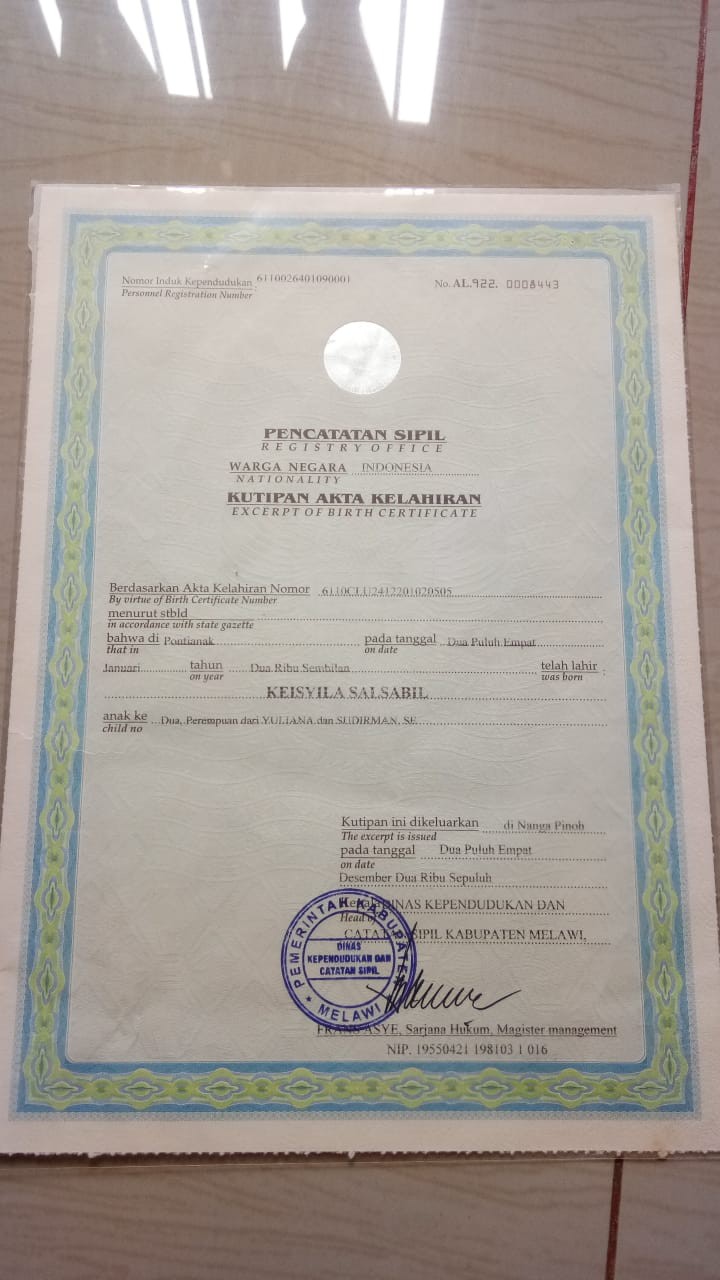 Nomor Induk Kependudukan : 6110026401090001
Personnel Registration Number
No. AL.922. 0008443
PENCATATAN SIPIL
REGISTRY OFFICE
WARGA NEGARA INDONESIA
NATIONALITY
KUTIPAN AKTA KELAHIRAN
EXCERPT OF BIRTH CERTIFICATE
Berdasarkan Akta Kelahiran Nomor 6110CLU2412201020505
By virtue of Birth Certificate Number
menurut stbld
in accordance with state gazette
bahwa di Pontianak pada tanggal Dua Puluh Empat
that in on date
Januari tahun Dua Ribu Sembilan telah lahir :
on year was born
KEISYILA SALSABIL
anak ke Dua, Perempuan dari YULIANA dan SUDIRMAN, SE
child no
Kutipan ini dikeluarkan di Nanga Pinoh
The excerpt is issued
pada tanggal Dua Puluh Empat
on date
Desember Dua Ribu Sepuluh
Kepala DINAS KEPENDUDUKAN DAN
Head of
SIPIL KABUPATEN MELAWI,
PEMERINTAH KABUPATEN
DINAS
KEPENDUDUKAN DAN
CATATAN SIPIL
MELAWI
FRANS ASYE, Sarjana Hukum, Magister management
NIP. 19550421 198103 1 016